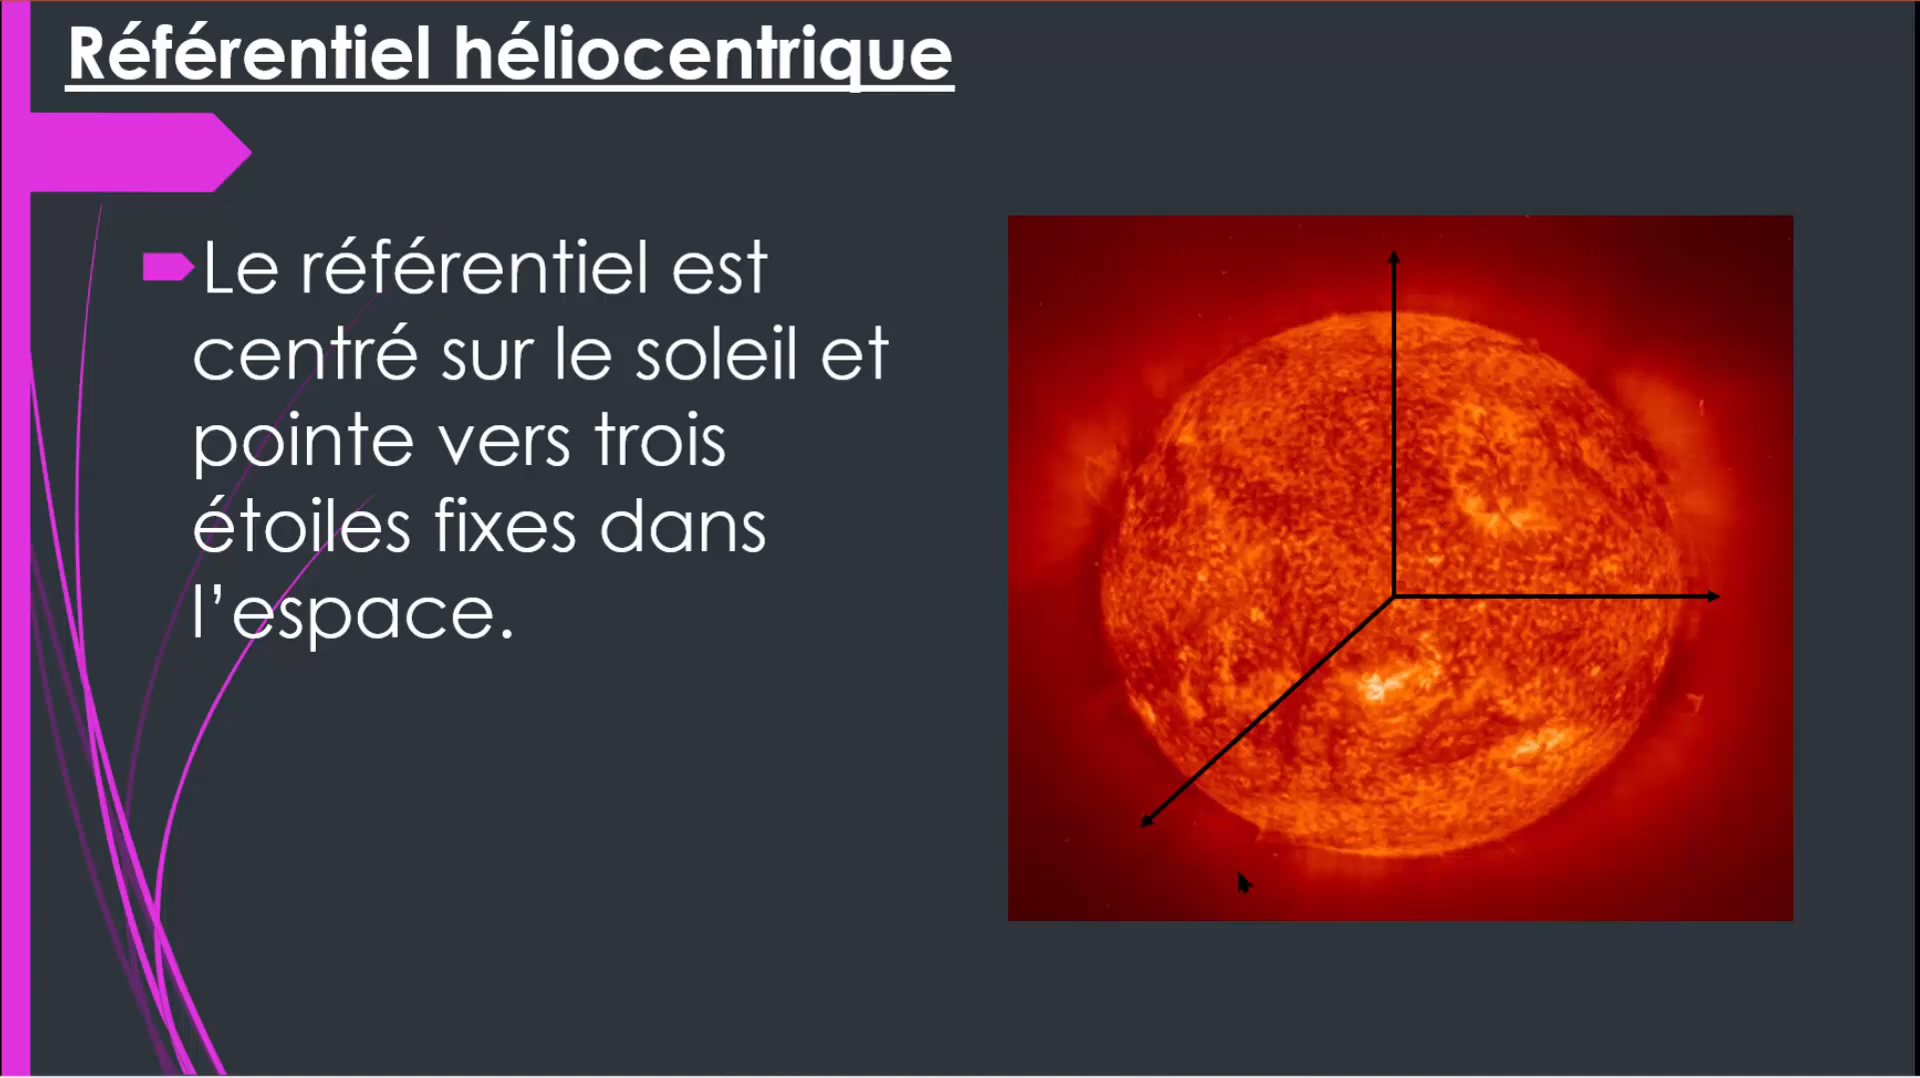 Référentiel héliocentrique
Le référentiel est
centré sur le soleil et
pointe vers trois
étoiles fixes dans
l’espace.